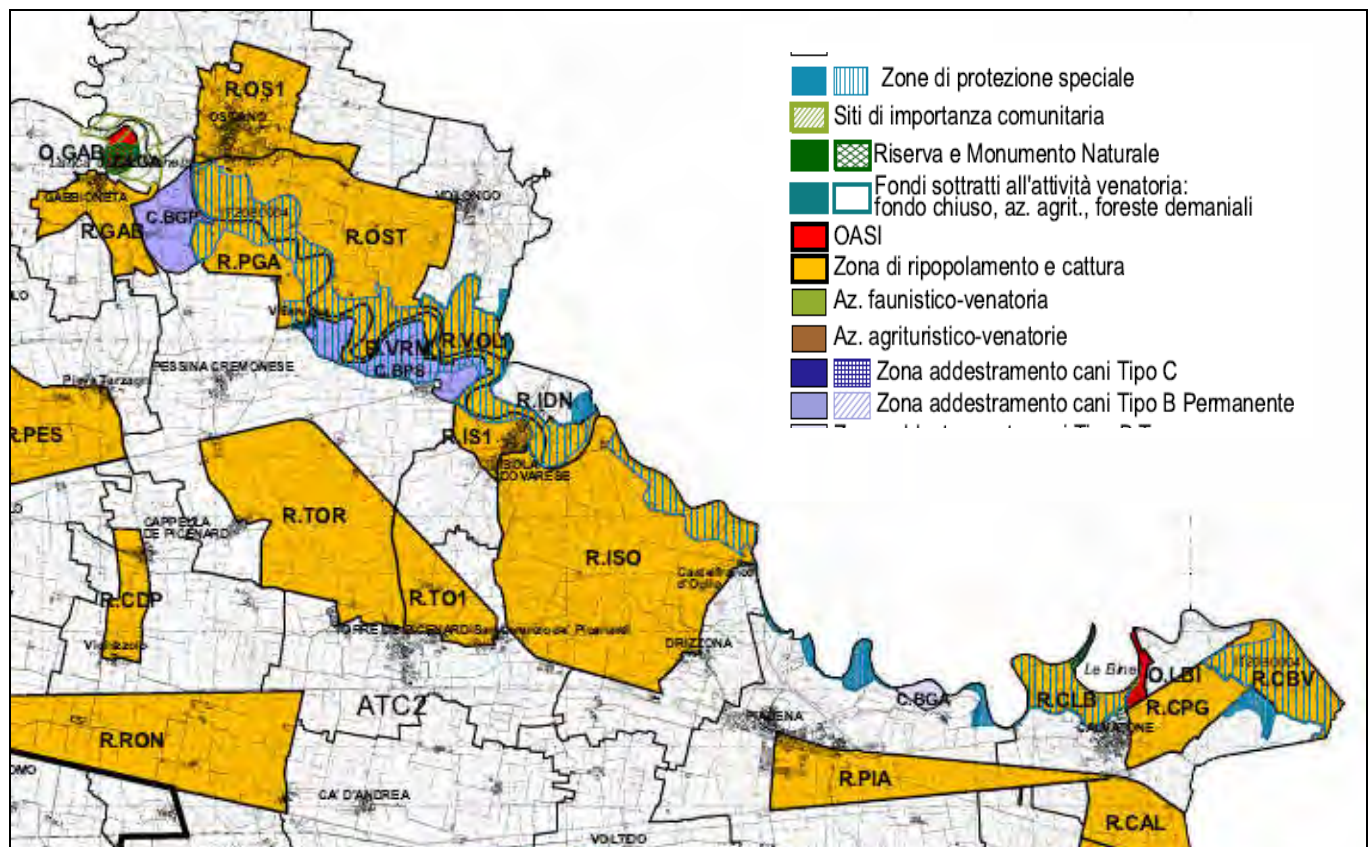 Zone di protezione speciale
Siti di importanza comunitaria
Riserva e Monumento Naturale
Fondi sottratti all'attività venatoria:
fondo chiuso, az. agrit., foreste demaniali
OASI
Zona di ripopolamento e cattura
Az. faunistico-venatoria
Az. agrituristico-venatorie
Zona addestramento cani Tipo C
Zona addestramento cani Tipo B Permanente
R.OS1
OSTIANO
O.GAB
GABBIONETA
R.GAB
C.BGP
IT2080004
VOLONGO
R.OST
R.PGA
R.VOL
C.BPS
PESSINA CREMONESE
R.IDN
R.PES
R.IS1
ISOLA
DOVARESE
R.TOR
CAPPELLA
DE PICENARDI
R.ISO
R.CDP
R.TO1
Castelfranco
d'Oglio
DRIZZONA
Le Bine
O.LBI
R.CBV
R.CLB
R.CPG
C.BGA
CALVATONE
PIADENA
ATC2
R.RON
R.PIA
CA' D'ANDREA
R.CAL
VOLTIDO